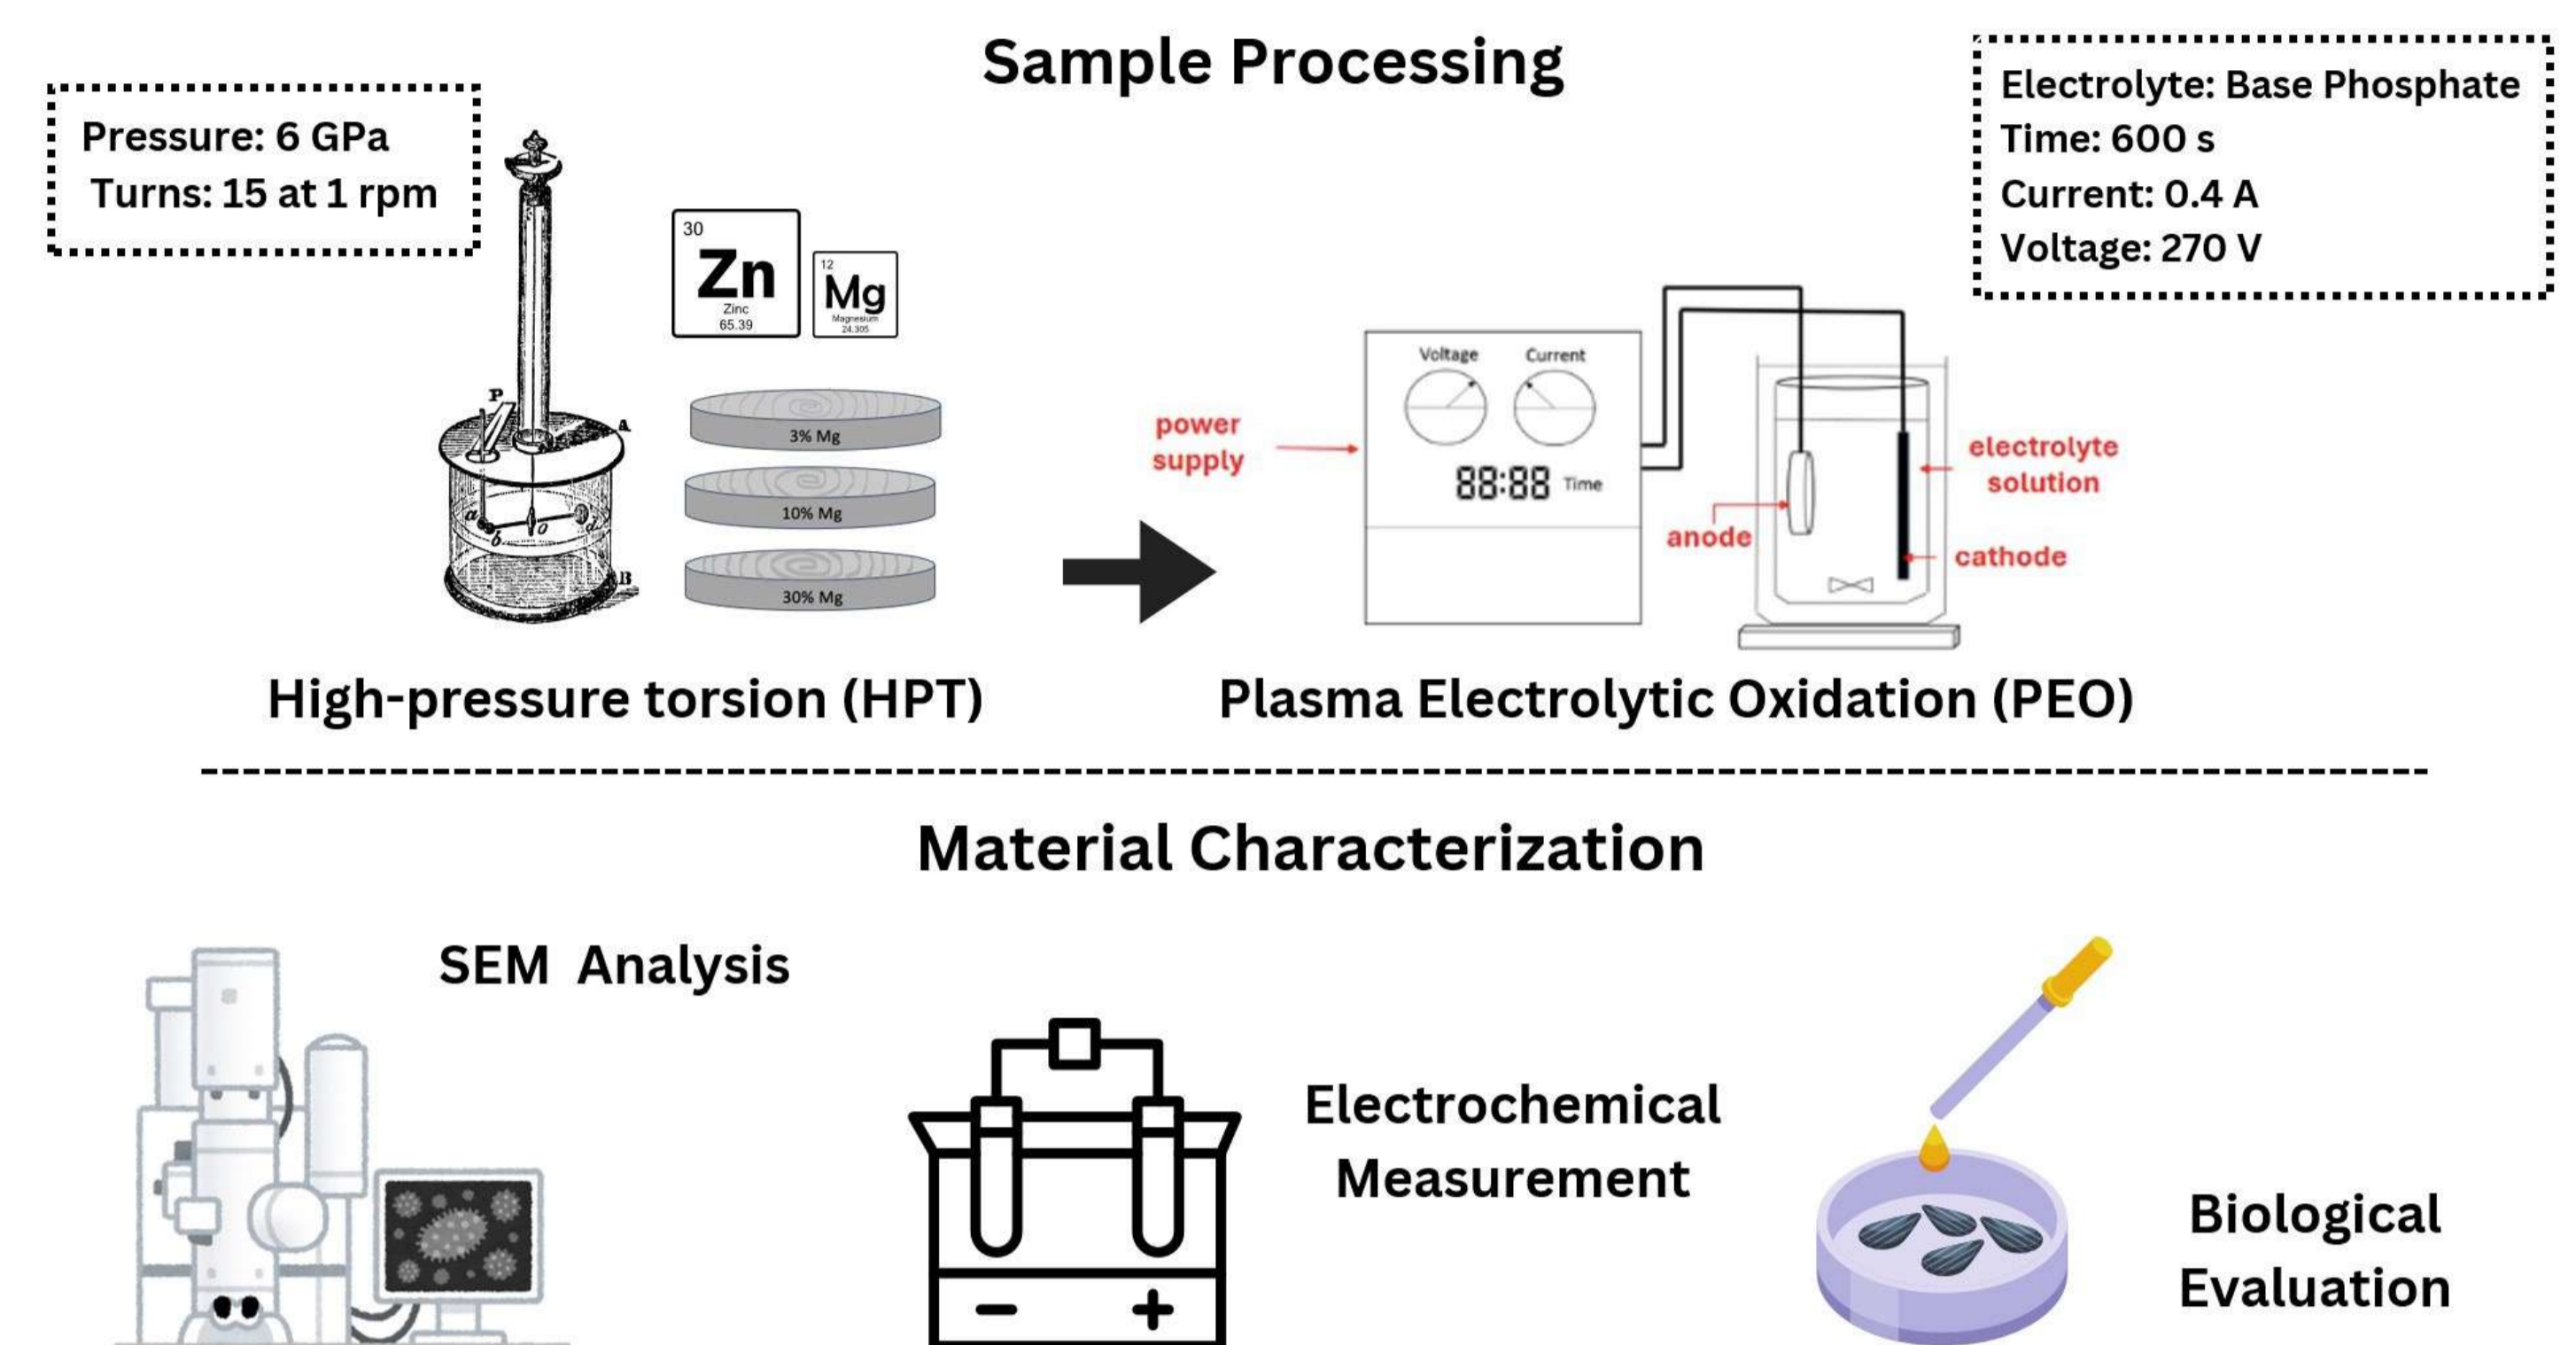 Sample Processing
Pressure: 6 GPa
Turns: 15 at 1 rpm
Electrolyte: Base Phosphate
Time: 600 s
Current: 0.4 A
Voltage: 270 V
30
Zn
Zinc
65.39
12
Mg
Magnesium
24.305
P
A
a
b
o
d
B
3% Mg
10% Mg
30% Mg
power
supply
Voltage
Current
88:88 Time
anode
electrolyte
solution
cathode
High-pressure torsion (HPT)
Plasma Electrolytic Oxidation (PEO)
Material Characterization
SEM Analysis
Electrochemical
Measurement
− +
Biological
Evaluation